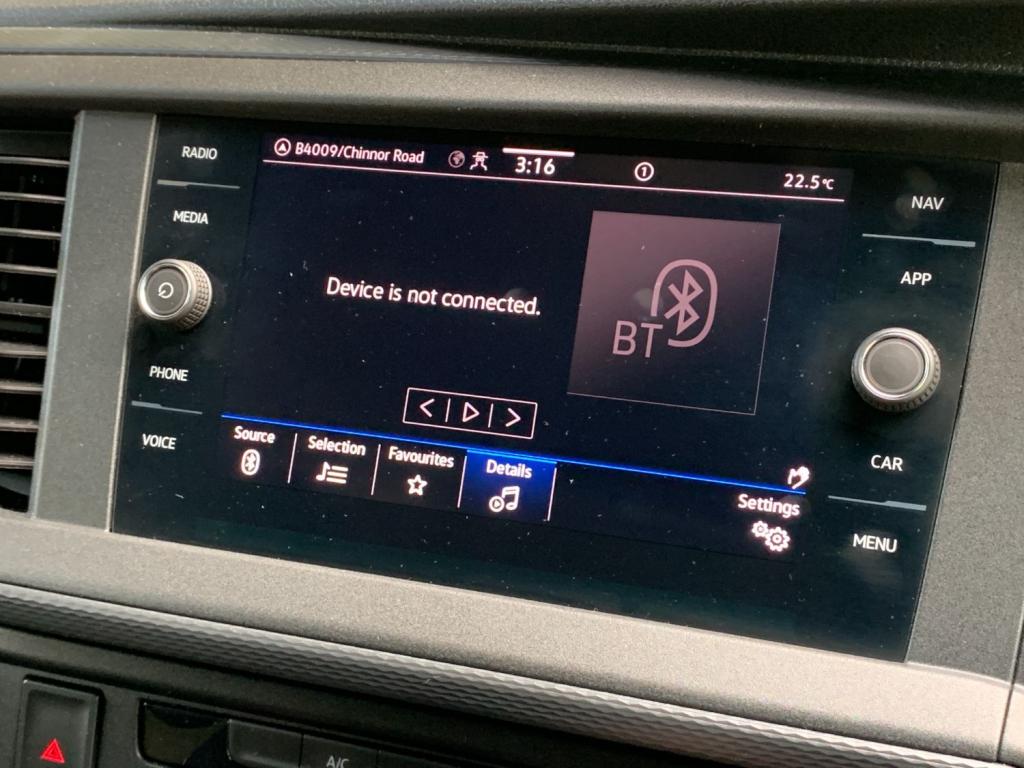 RADIO
MEDIA
PHONE
VOICE
B4009/Chinnor Road
3:16
1
22.5°C
Device is not connected.
BT
Source
Selection
Favourites
Details
Settings
NAV
APP
CAR
MENU
A/C